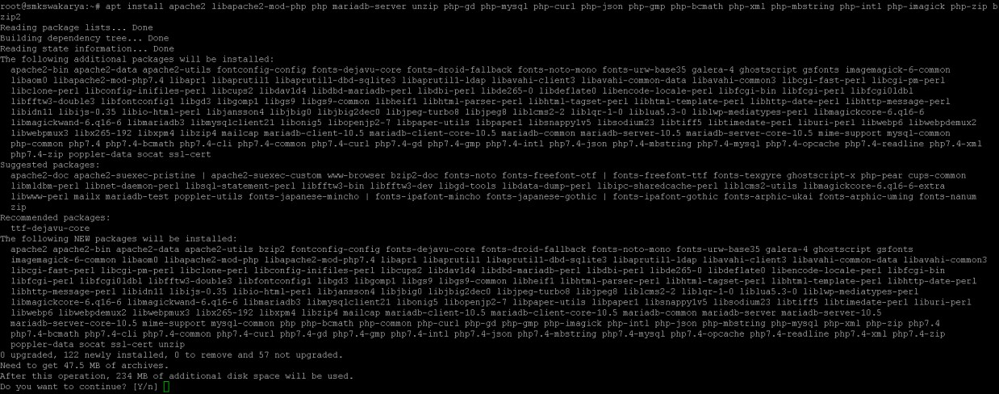 root@smkswakarya:~# apt install apache2 libapache2-mod-php php mariadb-server unzip php-gd php-mysql php-curl php-json php-gmp php-bcmath php-xml php-mbstring php-intl php-imagick php-zip b
zip2
Reading package lists... Done
Building dependency tree... Done
Reading state information... Done
The following additional packages will be installed:
  apache2-bin apache2-data apache2-utils fontconfig-config fonts-dejavu-core fonts-droid-fallback fonts-noto-mono fonts-urw-base35 galera-4 ghostscript gsfonts imagemagick-6-common
  libaom0 libapache2-mod-php7.4 libapr1 libaprutil1 libaprutil1-dbd-sqlite3 libaprutil1-ldap libavahi-client3 libavahi-common-data libavahi-common3 libcgi-fast-perl libcgi-pm-perl
  libclone-perl libconfig-inifiles-perl libcups2 libdav1d4 libdbd-mariadb-perl libdbi-perl libde265-0 libdeflate0 libencode-locale-perl libfcgi-bin libfcgi-perl libfcgi0ldbl
  libfftw3-double3 libfontconfig1 libgd3 libgomp1 libgs9 libgs9-common libheif1 libhtml-parser-perl libhtml-tagset-perl libhtml-template-perl libhttp-date-perl libhttp-message-perl
  libidn11 libijs-0.35 libio-html-perl libjansson4 libjbig0 libjbig2dec0 libjpeg-turbo8 libjpeg8 liblcms2-2 liblqr-1-0 liblua5.3-0 liblwp-mediatypes-perl libmagickcore-6.q16-6
  libmagickwand-6.q16-6 libmariadb3 libmysqlclient21 libonig5 libopenjp2-7 libpaper-utils libpaper1 libsnappy1v5 libsodium23 libtiff5 libtimedate-perl liburi-perl libwebp6 libwebpdemux2
  libwebpmux3 libx265-192 libxpm4 libzip4 mailcap mariadb-client-10.5 mariadb-client-core-10.5 mariadb-common mariadb-server-10.5 mariadb-server-core-10.5 mime-support mysql-common
  php-common php7.4 php7.4-bcmath php7.4-cli php7.4-common php7.4-curl php7.4-gd php7.4-gmp php7.4-intl php7.4-json php7.4-mbstring php7.4-mysql php7.4-opcache php7.4-readline php7.4-xml
  php7.4-zip poppler-data socat ssl-cert
Suggested packages:
  apache2-doc apache2-suexec-pristine | apache2-suexec-custom www-browser bzip2-doc fonts-noto fonts-freefont-otf | fonts-freefont-ttf fonts-texgyre ghostscript-x php-pear cups-common
  libmldbm-perl libnet-daemon-perl libsql-statement-perl libfftw3-bin libfftw3-dev libgd-tools libdata-dump-perl libipc-sharedcache-perl liblcms2-utils libmagickcore-6.q16-6-extra
  libwww-perl mailx mariadb-test poppler-utils fonts-japanese-mincho | fonts-ipafont-mincho fonts-japanese-gothic | fonts-ipafont-gothic fonts-arphic-ukai fonts-arphic-uming fonts-nanum
  zip
Recommended packages:
  ttf-dejavu-core
The following NEW packages will be installed:
  apache2 apache2-bin apache2-data apache2-utils bzip2 fontconfig-config fonts-dejavu-core fonts-droid-fallback fonts-noto-mono fonts-urw-base35 galera-4 ghostscript gsfonts
  imagemagick-6-common libaom0 libapache2-mod-php libapache2-mod-php7.4 libapr1 libaprutil1 libaprutil1-dbd-sqlite3 libaprutil1-ldap libavahi-client3 libavahi-common-data libavahi-common3
  libcgi-fast-perl libcgi-pm-perl libclone-perl libconfig-inifiles-perl libcups2 libdav1d4 libdbd-mariadb-perl libdbi-perl libde265-0 libdeflate0 libencode-locale-perl libfcgi-bin
  libfcgi-perl libfcgi0ldbl libfftw3-double3 libfontconfig1 libgd3 libgomp1 libgs9 libgs9-common libheif1 libhtml-parser-perl libhtml-tagset-perl libhtml-template-perl libhttp-date-perl
  libhttp-message-perl libidn11 libijs-0.35 libio-html-perl libjansson4 libjbig0 libjbig2dec0 libjpeg-turbo8 libjpeg8 liblcms2-2 liblqr-1-0 liblua5.3-0 liblwp-mediatypes-perl
  libmagickcore-6.q16-6 libmagickwand-6.q16-6 libmariadb3 libmysqlclient21 libonig5 libopenjp2-7 libpaper-utils libpaper1 libsnappy1v5 libsodium23 libtiff5 libtimedate-perl liburi-perl
  libwebp6 libwebpdemux2 libwebpmux3 libx265-192 libxpm4 libzip4 mailcap mariadb-client-10.5 mariadb-client-core-10.5 mariadb-common mariadb-server mariadb-server-10.5
  mariadb-server-core-10.5 mime-support mysql-common php php-bcmath php-common php-curl php-gd php-gmp php-imagick php-intl php-json php-mbstring php-mysql php-xml php-zip php7.4
  php7.4-bcmath php7.4-cli php7.4-common php7.4-curl php7.4-gd php7.4-gmp php7.4-intl php7.4-json php7.4-mbstring php7.4-mysql php7.4-opcache php7.4-readline php7.4-xml php7.4-zip
  poppler-data socat ssl-cert unzip
0 upgraded, 122 newly installed, 0 to remove and 57 not upgraded.
Need to get 47.5 MB of archives.
After this operation, 234 MB of additional disk space will be used.
Do you want to continue? [Y/n]